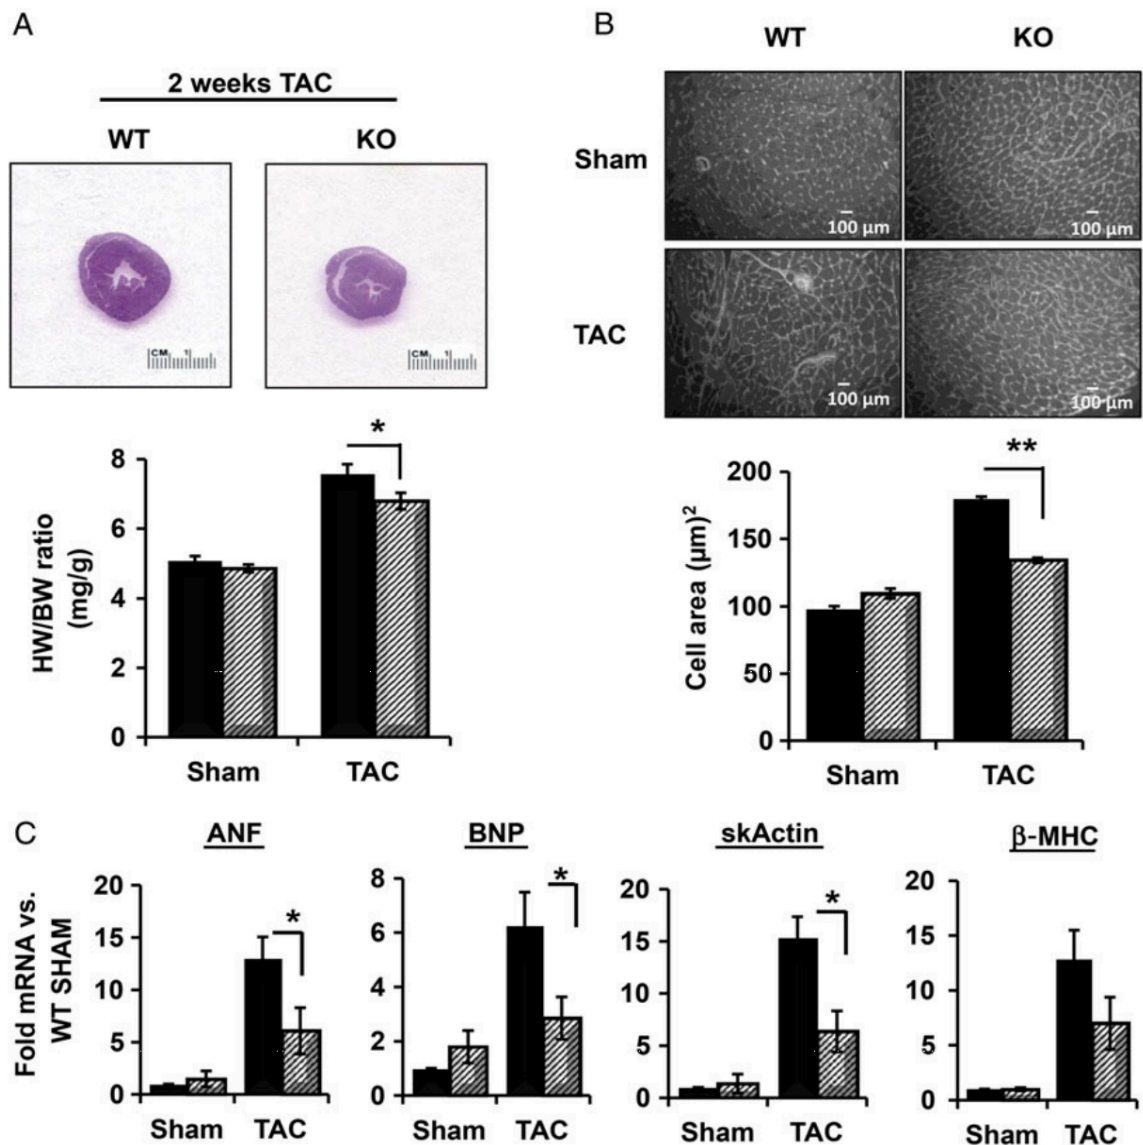 A
2 weeks TAC
WT KO
CM 1
CM 1
HW/BW ratio
(mg/g)
8
6
4
2
0
Sham TAC
*
B
WT KO
Sham
100 µm 100 µm
TAC
100 µm 100 µm
Cell area (µm)²
200
150
100
50
0
Sham TAC
**
C
Fold mRNA vs.
WT SHAM
ANF
20
15
10
5
0
*
Sham TAC
BNP
8
6
4
2
0
*
Sham TAC
skActin
20
15
10
5
0
*
Sham TAC
β-MHC
20
15
10
5
0
Sham TAC